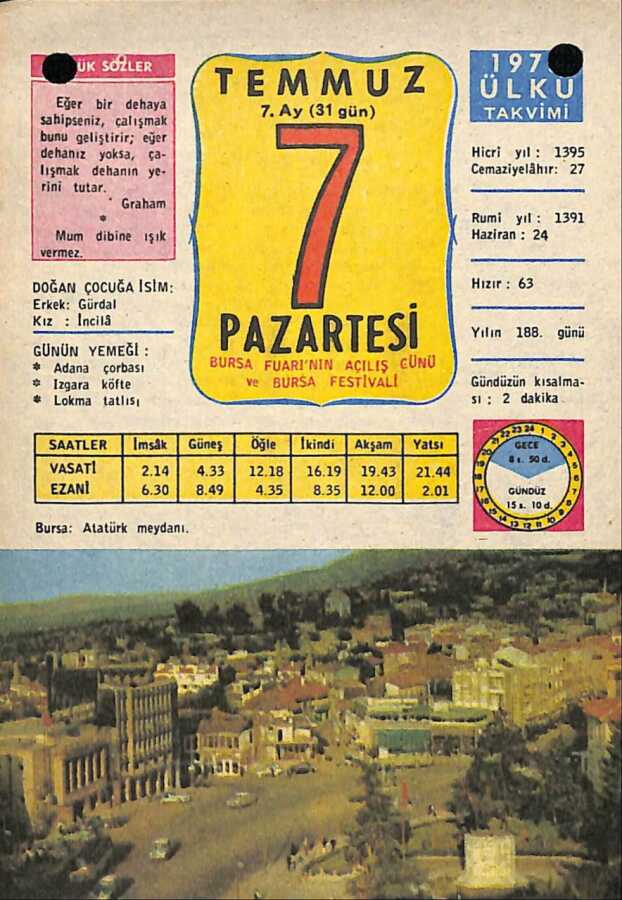 ÜK SÖZLER
Eğer bir dehaya
sahipseniz, çalışmak
bunu geliştirir; eğer
dehanız yoksa, ça-
lışmak dehanın ye-
rini tutar.
Graham
*
Mum dibine ışık
vermez.
DOĞAN ÇOCUĞA İSİM:
Erkek: Gürdal
Kız : İncilâ
GÜNÜN YEMEĞİ :
* Adana çorbası
* Izgara köfte
* Lokma tatlısı
TEMMUZ
7. Ay (31 gün)
7
PAZARTESİ
BURSA FUARI'NIN AÇILIŞ GÜNÜ
ve BURSA FESTİVALİ
197
ÜLKÜ
TAKVİMİ
Hicrî yıl : 1395
Cemaziyelâhır: 27
Rumî yıl : 1391
Haziran : 24
Hızır : 63
Yılın 188. günü
Gündüzün kısalma-
sı : 2 dakika
SAATLER İmsâk Güneş Öğle İkindi Akşam Yatsı
VASATİ 2.14 4.33 12.18 16.19 19.43 21.44
EZANİ 6.30 8.49 4.35 8.35 12.00 2.01
GECE
8 s. 50 d.
GÜNDÜZ
15 s. 10 d.
Bursa: Atatürk meydanı.